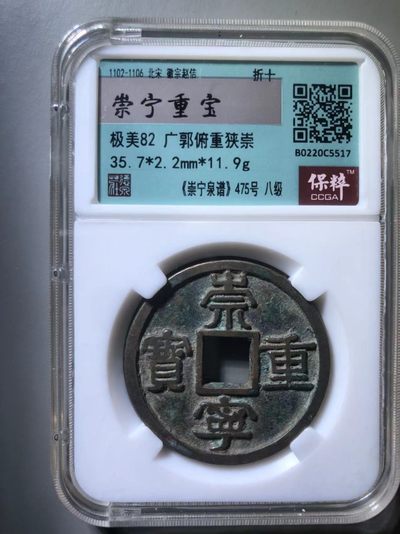 1102-1106 北宋 徽宗赵佶 折十
崇宁重宝
极美82 广郭俯重狭崇
35.7*2.2mm*11.9g
B0220C5517
《崇宁泉谱》475号 八级
保粹™
CCGA
崇
寶 重
寧